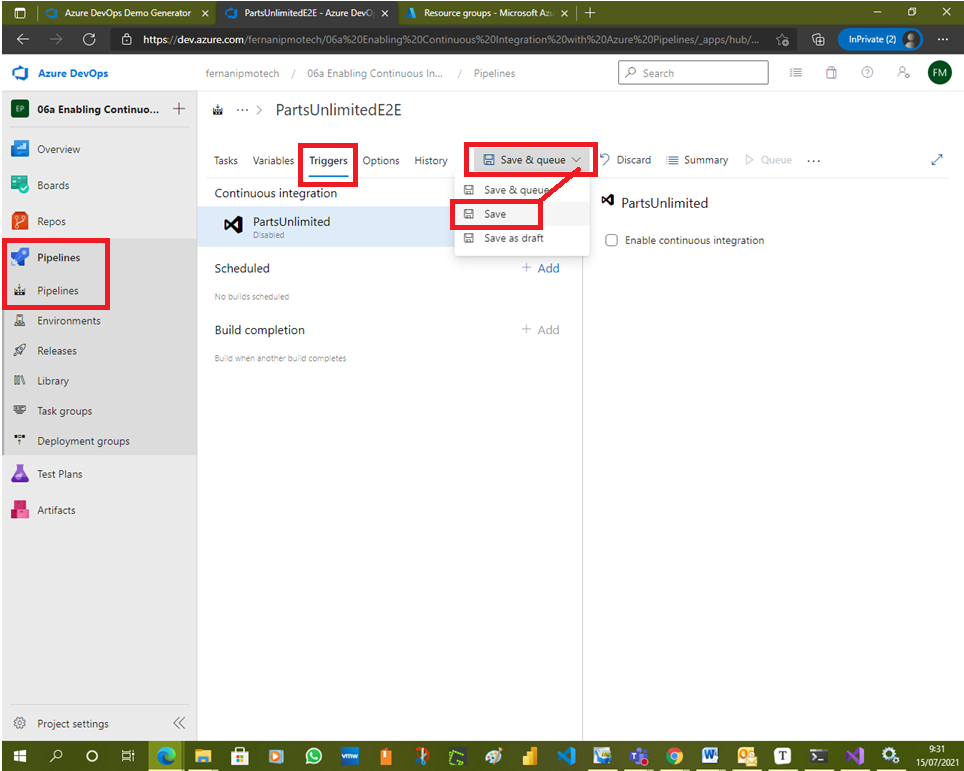 Azure DevOps Demo Generator
PartsUnlimitedE2E - Azure DevO
Resource groups - Microsoft Azu
https://dev.azure.com/fernanipmotech/06a%20Enabling%20Continuous%20Integration%20with%20Azure%20Pipelines/_apps/hub/...
InPrivate (2)
Azure DevOps
fernanipmotech / 06a Enabling Continuous In... / Pipelines
Search
FM
EP
06a Enabling Continuo...
PartsUnlimitedE2E
Overview
Boards
Repos
Pipelines
Pipelines
Environments
Releases
Library
Task groups
Deployment groups
Test Plans
Artifacts
Project settings
Tasks Variables Triggers Options History
Save & queue
Discard
Summary
Queue
Save & queue
Save
Save as draft
Continuous integration
PartsUnlimited
Disabled
Scheduled
+ Add
No builds scheduled
Build completion
+ Add
Build when another build completes
PartsUnlimited
Enable continuous integration
vmw
T
9:31
15/07/2021